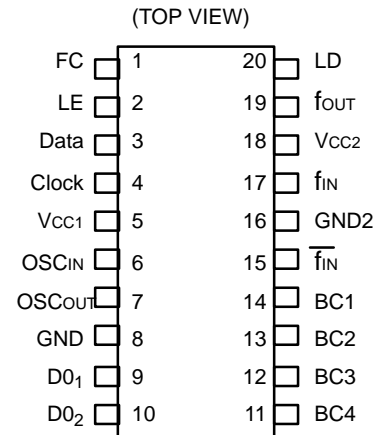 (TOP VIEW)
FC 1 20 LD
LE 2 19 fOUT
Data 3 18 VCC2
Clock 4 17 fIN
VCC1 5 16 GND2
OSCIN 6 15 f̅I̅N̅
OSCOUT 7 14 BC1
GND 8 13 BC2
D0₁ 9 12 BC3
D0₂ 10 11 BC4